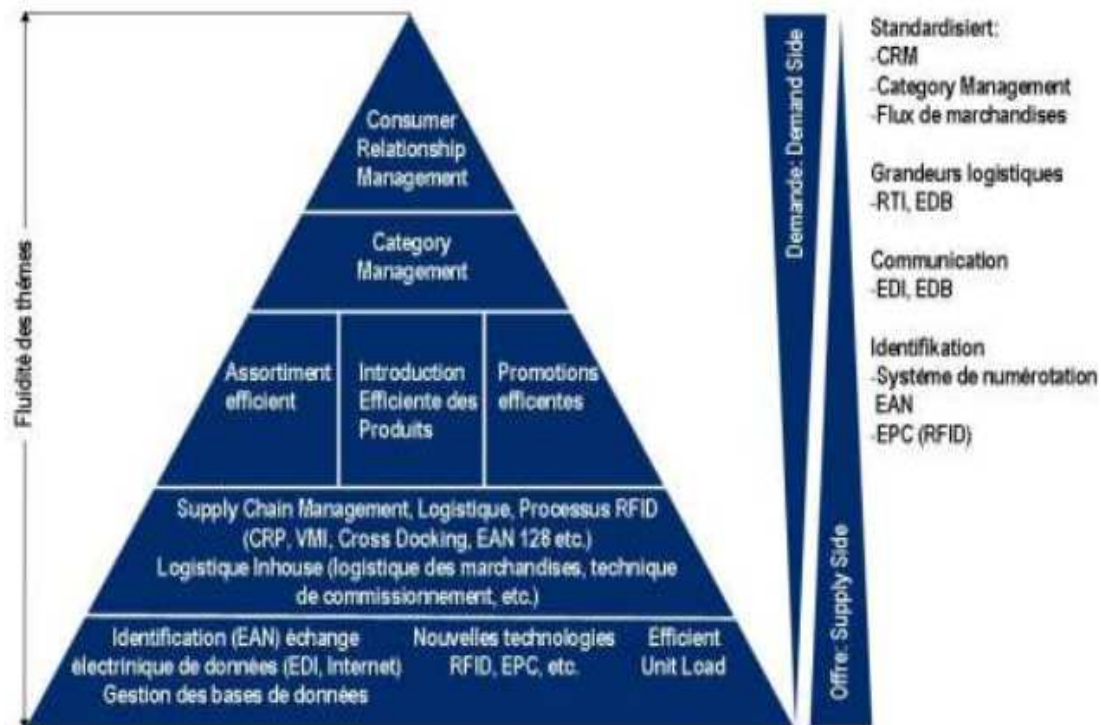 Fluidité des thémes
Consumer
Relationship
Management
Category
Management
Assortiment
efficient
Introduction
Efficiente des
Produits
Promotions
efficentes
Supply Chain Management, Logistique, Processus RFID
(CRP, VMI, Cross Docking, EAN 128 etc.)
Logistique Inhouse (logistique des marchandises, technique
de commissionnement, etc.)
Identification (EAN) échange
électrinique de données (EDI, Internet)
Gestion des bases de données
Nouvelles technologies
RFID, EPC, etc.
Efficient
Unit Load
Demande: Demand Side
Offre: Supply Side
Standardisiert:
-CRM
-Category Management
-Flux de marchandises
Grandeurs logistiques
-RTI, EDB
Communication
-EDI, EDB
Identifikation
-Systéme de numérotation
EAN
-EPC (RFID)